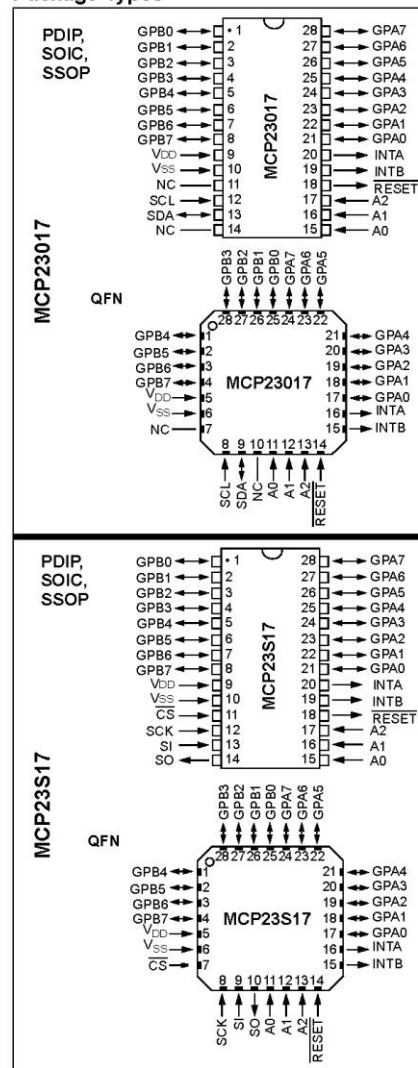 PDIP,
SOIC,
SSOP
MCP23017
GPB0 1 28 GPA7
GPB1 2 27 GPA6
GPB2 3 26 GPA5
GPB3 4 25 GPA4
GPB4 5 24 GPA3
GPB5 6 23 GPA2
GPB6 7 22 GPA1
GPB7 8 21 GPA0
VDD 9 20 INTA
VSS 10 19 INTB
NC 11 18 RESET
SCL 12 17 A2
SDA 13 16 A1
NC 14 15 A0
MCP23017
QFN
GPB3 GPB2 GPB1 GPB0 GPA7 GPA6 GPA5
28 27 26 25 24 23 22
GPB4 1 21 GPA4
GPB5 2 20 GPA3
GPB6 3 19 GPA2
GPB7 4 18 GPA1
VDD 5 17 GPA0
VSS 6 16 INTA
NC 7 15 INTB
MCP23017
8 9 10 11 12 13 14
SCL SDA NC A0 A1 A2 RESET
PDIP,
SOIC,
SSOP
MCP23S17
GPB0 1 28 GPA7
GPB1 2 27 GPA6
GPB2 3 26 GPA5
GPB3 4 25 GPA4
GPB4 5 24 GPA3
GPB5 6 23 GPA2
GPB6 7 22 GPA1
GPB7 8 21 GPA0
VDD 9 20 INTA
VSS 10 19 INTB
CS 11 18 RESET
SCK 12 17 A2
SI 13 16 A1
SO 14 15 A0
MCP23S17
QFN
GPB3 GPB2 GPB1 GPB0 GPA7 GPA6 GPA5
28 27 26 25 24 23 22
GPB4 1 21 GPA4
GPB5 2 20 GPA3
GPB6 3 19 GPA2
GPB7 4 18 GPA1
VDD 5 17 GPA0
VSS 6 16 INTA
CS 7 15 INTB
MCP23S17
8 9 10 11 12 13 14
SCK SI SO A0 A1 A2 RESET